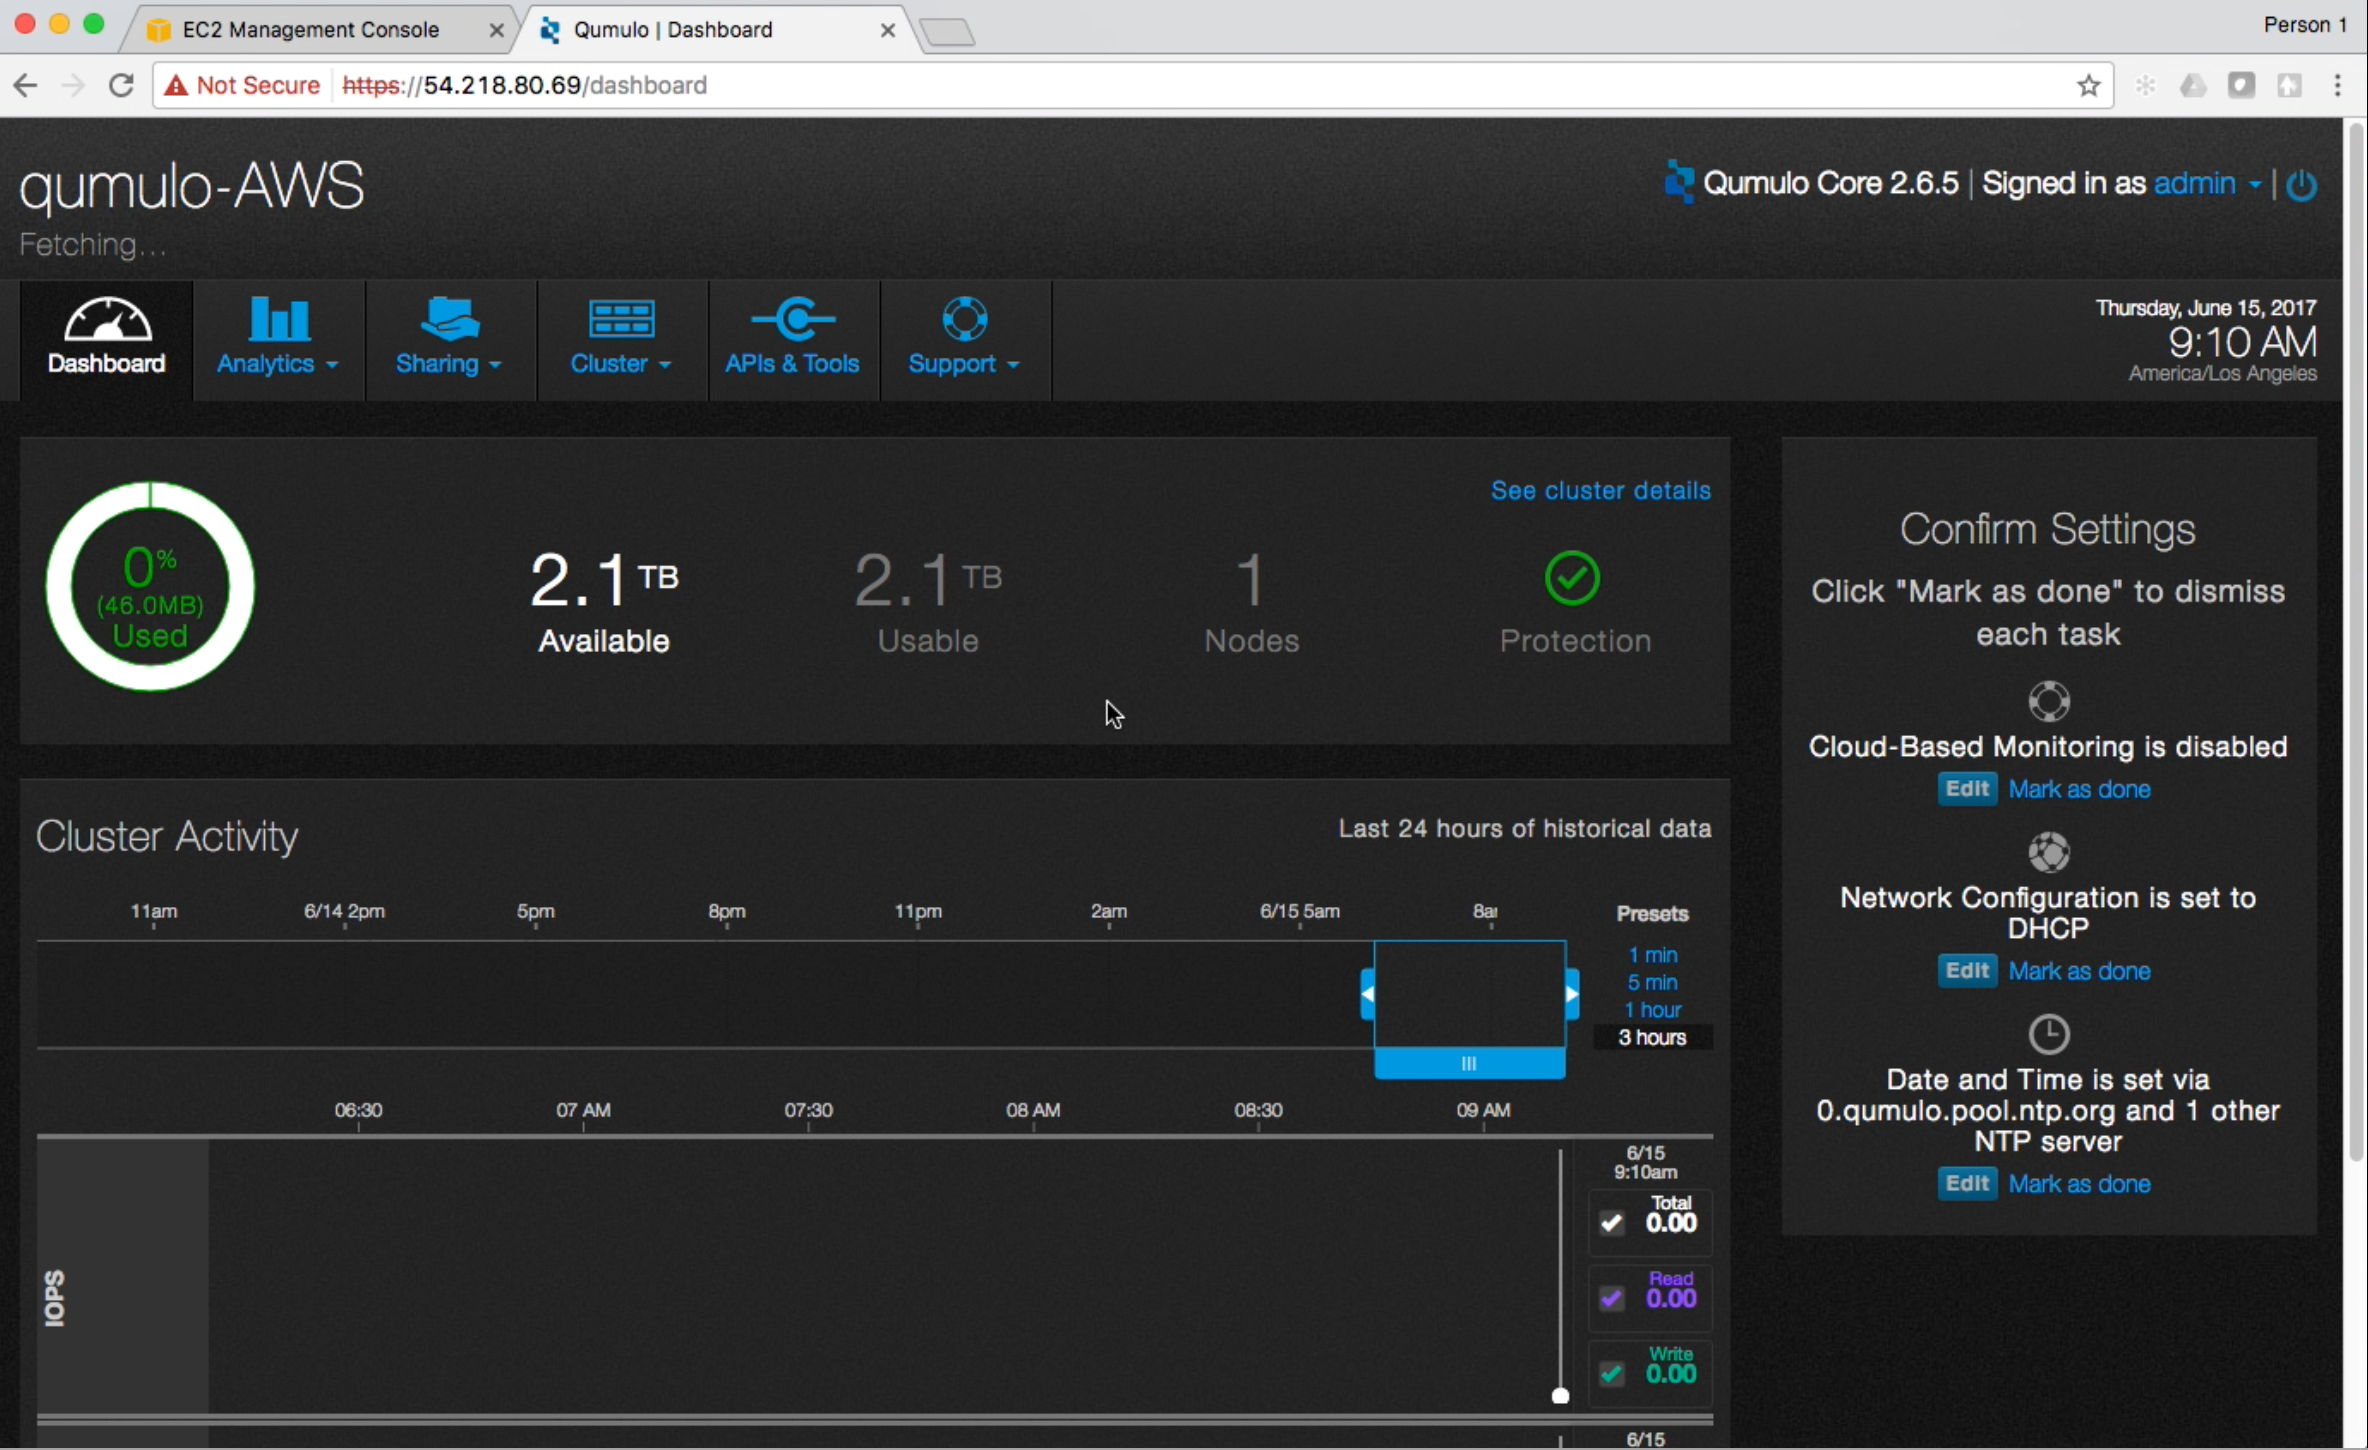 EC2 Management Console
Qumulo | Dashboard
Person 1
Not Secure
https://54.218.80.69/dashboard
qumulo-AWS
Fetching...
Qumulo Core 2.6.5 | Signed in as admin
Dashboard
Analytics
Sharing
Cluster
APIs & Tools
Support
Thursday, June 15, 2017
9:10 AM
America/Los Angeles
See cluster details
0%
(46.0MB)
Used
2.1 TB
Available
2.1 TB
Usable
1
Nodes
Protection
Confirm Settings
Click "Mark as done" to dismiss
each task
Cloud-Based Monitoring is disabled
Edit Mark as done
Network Configuration is set to
DHCP
Edit Mark as done
Date and Time is set via
0.qumulo.pool.ntp.org and 1 other
NTP server
Edit Mark as done
Cluster Activity
Last 24 hours of historical data
11am 6/14 2pm 5pm 8pm 11pm 2am 6/15 5am 8a
Presets
1 min
5 min
1 hour
3 hours
06:30 07 AM 07:30 08 AM 08:30 09 AM
IOPS
6/15
9:10am
Total
0.00
Read
0.00
Write
0.00
6/15